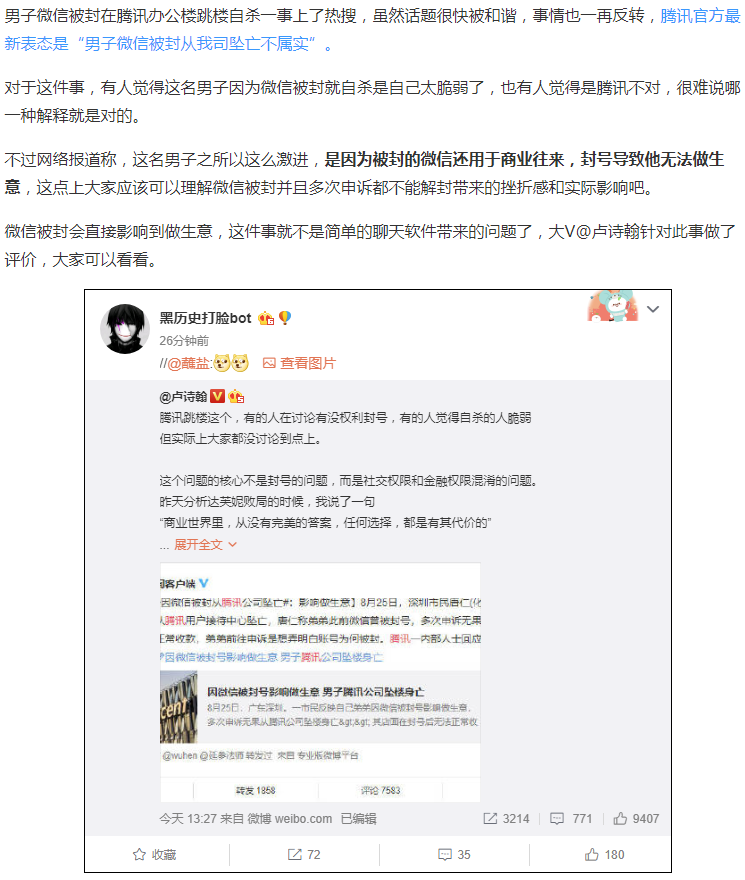 男子微信被封在腾讯办公楼跳楼自杀一事上了热搜，虽然话题很快被和谐，事情也一再反转，腾讯官方最
新表态是“男子微信被封从我司坠亡不属实”。
对于这件事，有人觉得这名男子因为微信被封就自杀是自己太脆弱了，也有人觉得是腾讯不对，很难说哪
一种解释就是对的。
不过网络报道称，这名男子之所以这么激进，是因为被封的微信还用于商业往来，封号导致他无法做生
意，这点上大家应该可以理解微信被封并且多次申诉都不能解封带来的挫折感和实际影响吧。
微信被封会直接影响到做生意，这件事就不是简单的聊天软件带来的问题了，大V@卢诗翰针对此事做了
评价，大家可以看看。
黑历史打脸bot
26分钟前
//@蘸盐: 查看图片
@卢诗翰
腾讯跳楼这个，有的人在讨论有没权利封号，有的人觉得自杀的人脆弱
但实际上大家都没讨论到点上。
这个问题的核心不是封号的问题，而是社交权限和金融权限混淆的问题。
昨天分析达芙妮败局的时候，我说了一句
“商业世界里，从没有完美的答案，任何选择，都是有其代价的”
... 展开全文
客户端
因微信被封从腾讯公司坠亡#：影响做生意】8月25日，深圳市民唐仁(化
从腾讯用户接待中心坠亡，唐仁称弟弟此前微信曾被封号，多次申诉无果
正常收款，弟弟前往申诉是想弄明白账号为何被封。腾讯一内部人士回应
因微信被封号影响做生意 男子腾讯公司坠楼身亡
因微信被封号影响做生意 男子腾讯公司坠楼身亡
8月25日，广东深圳。一市民反映自己弟弟因微信被封号影响做生意，
多次申诉无果从腾讯公司坠楼身亡&gt;&gt; 其店面在封号后无法正常收
@wuhen @延参法师 转发过 来自 专业版微博平台
转发 1858
评论 7583
今天 13:27 来自 微博 weibo.com 已编辑
3214
771
9407
收藏
72
35
180